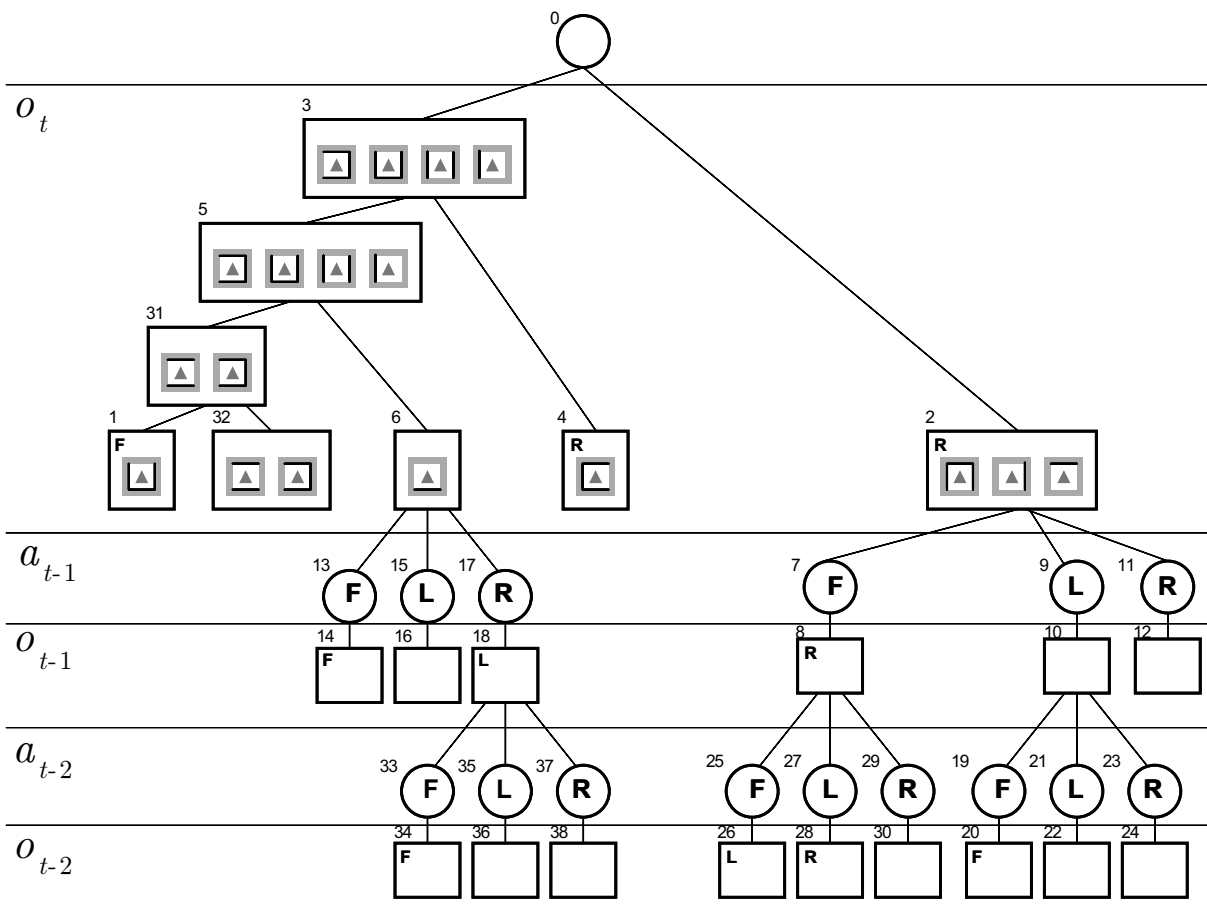 0
o t
3
5
31
1 32 6 4 2
F R R
a t-1
13 15 17 7 9 11
F L R F L R
o t-1
14 16 18 8 10 12
F L R
a t-2
33 35 37 25 27 29 19 21 23
F L R F L R F L R
o t-2
34 36 38 26 28 30 20 22 24
F L R F